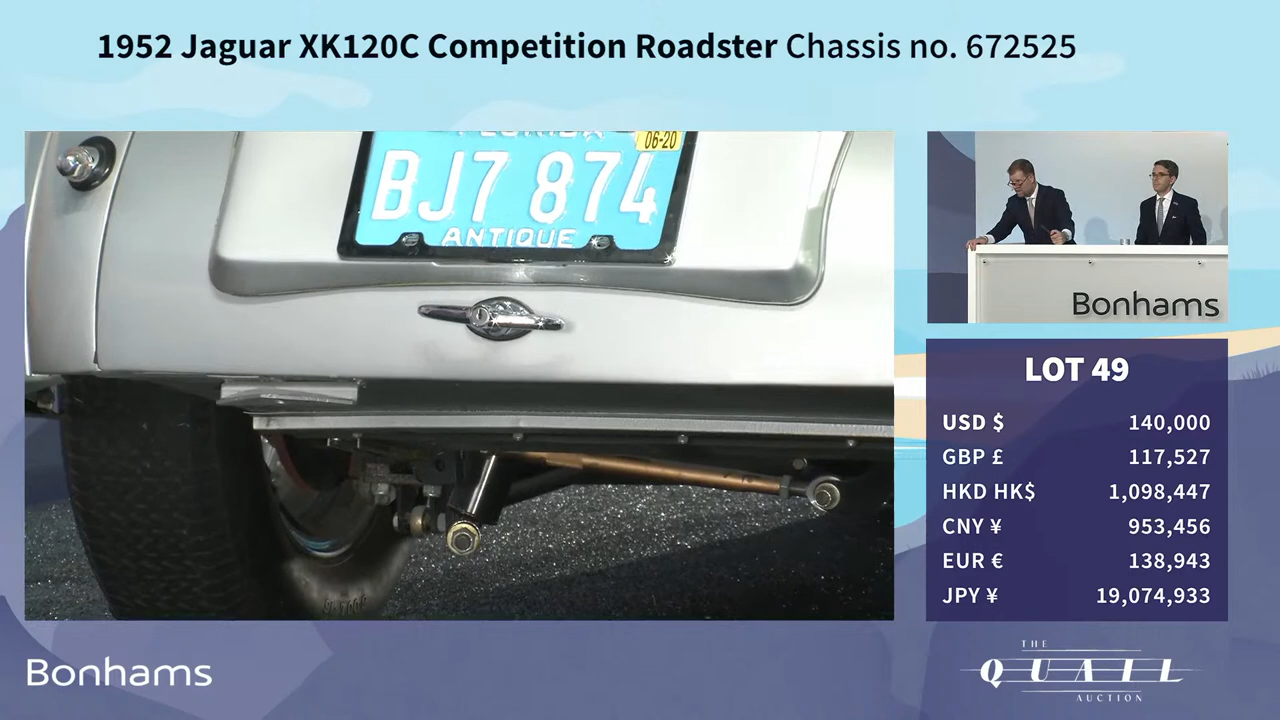 1952 Jaguar XK120C Competition Roadster Chassis no. 672525
FLORIDA
06-20
BJ7 874
ANTIQUE
Bonhams
LOT 49
USD $ 140,000
GBP £ 117,527
HKD HK$ 1,098,447
CNY ¥ 953,456
EUR € 138,943
JPY ¥ 19,074,933
Bonhams
THE
QUAIL
AUCTION